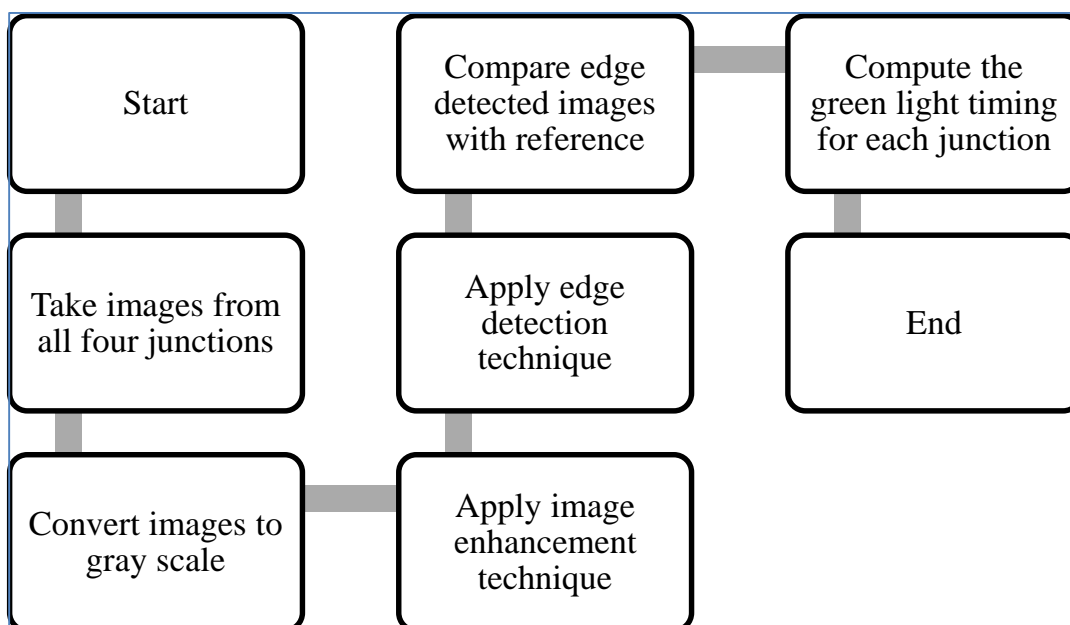 Start
Take images from
all four junctions
Convert images to
gray scale
Apply image
enhancement
technique
Apply edge
detection
technique
Compare edge
detected images
with reference
Compute the
green light timing
for each junction
End